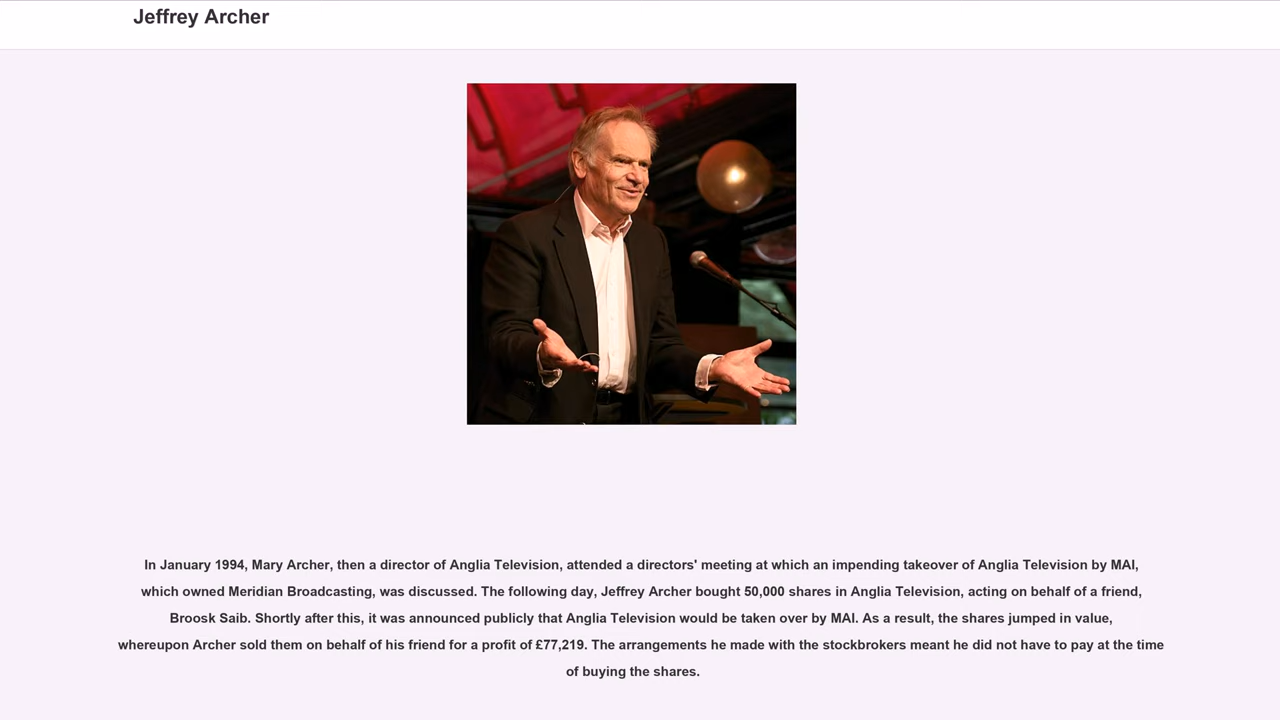 Jeffrey Archer
In January 1994, Mary Archer, then a director of Anglia Television, attended a directors' meeting at which an impending takeover of Anglia Television by MAI,
which owned Meridian Broadcasting, was discussed. The following day, Jeffrey Archer bought 50,000 shares in Anglia Television, acting on behalf of a friend,
Broosk Saib. Shortly after this, it was announced publicly that Anglia Television would be taken over by MAI. As a result, the shares jumped in value,
whereupon Archer sold them on behalf of his friend for a profit of £77,219. The arrangements he made with the stockbrokers meant he did not have to pay at the time
of buying the shares.